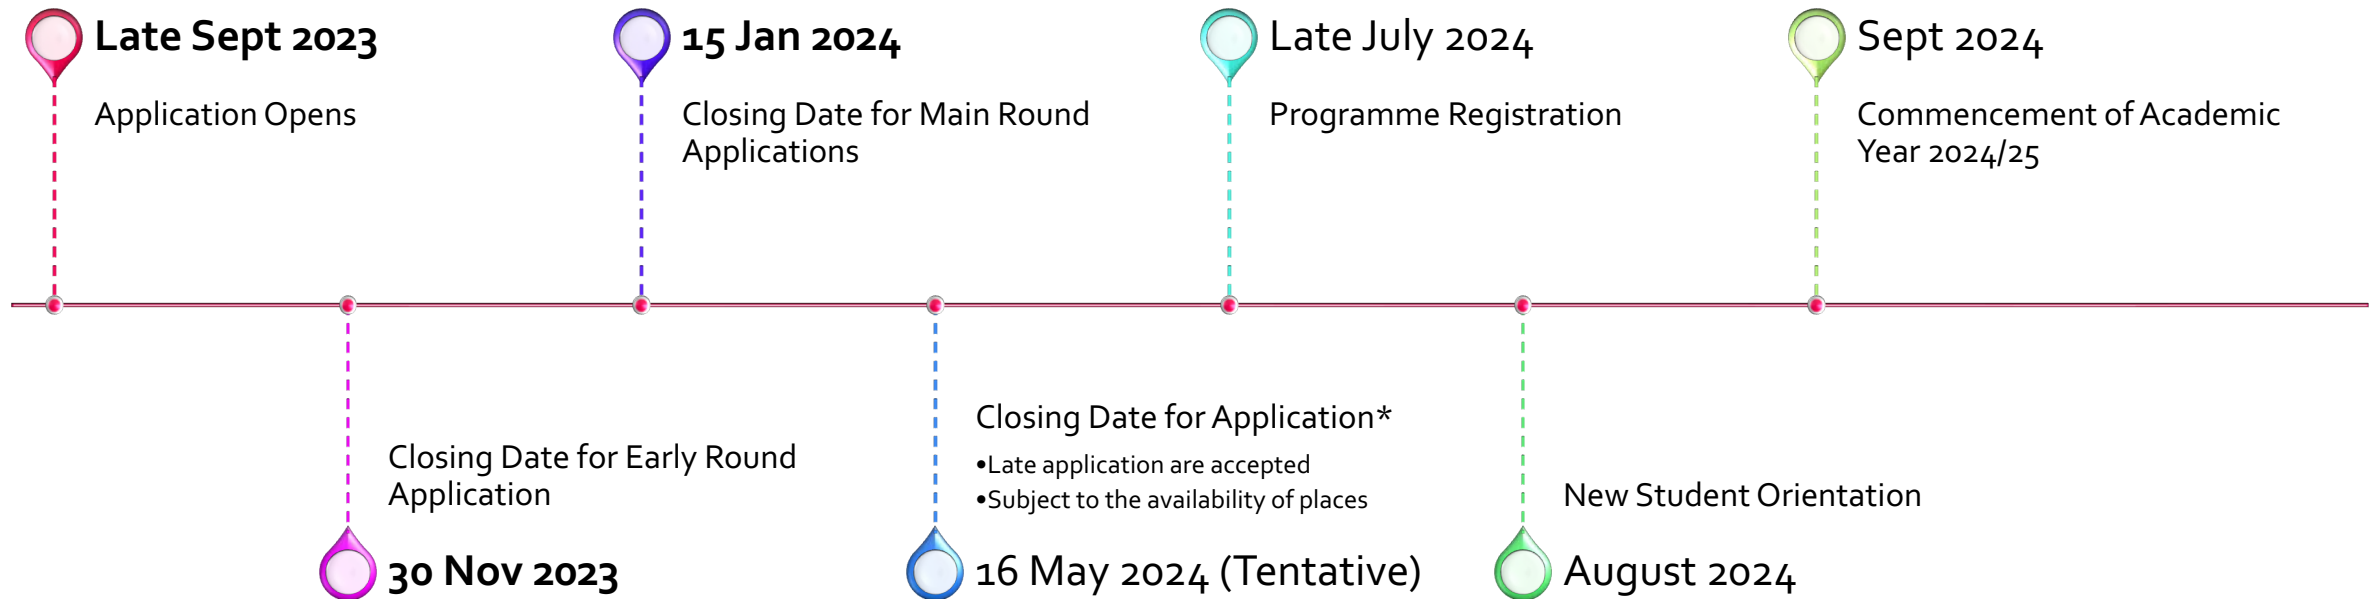 Late Sept 2023
Application Opens
Closing Date for Early Round
Application
30 Nov 2023
15 Jan 2024
Closing Date for Main Round
Applications
Closing Date for Application*
•Late application are accepted
•Subject to the availability of places
16 May 2024 (Tentative)
Late July 2024
Programme Registration
New Student Orientation
August 2024
Sept 2024
Commencement of Academic
Year 2024/25